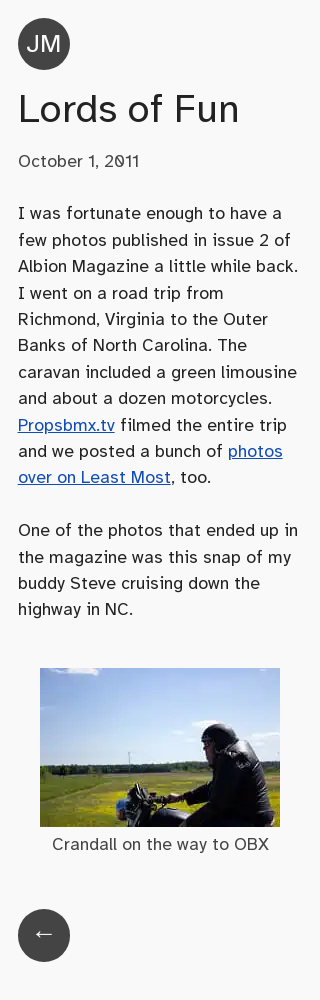 JM
Lords of Fun
October 1, 2011
I was fortunate enough to have a
few photos published in issue 2 of
Albion Magazine a little while back.
I went on a road trip from
Richmond, Virginia to the Outer
Banks of North Carolina. The
caravan included a green limousine
and about a dozen motorcycles.
Propsbmx.tv filmed the entire trip
and we posted a bunch of photos
over on Least Most, too.
One of the photos that ended up in
the magazine was this snap of my
buddy Steve cruising down the
highway in NC.
Crandall on the way to OBX
←